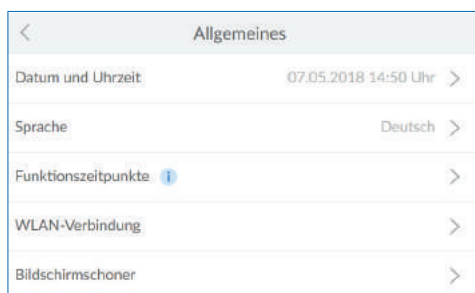 Allgemeines
Datum und Uhrzeit 07.05.2018 14:50 Uhr
Sprache Deutsch
Funktionszeitpunkte i
WLAN-Verbindung
Bildschirmschoner